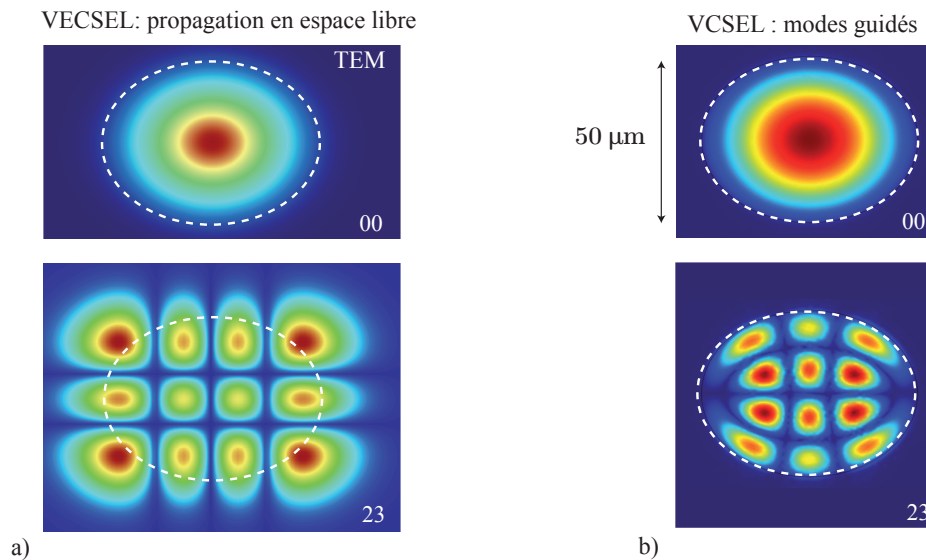 VECSEL: propagation en espace libre
TEM
00
23
a)
VCSEL : modes guidés
50 μm
00
23
b)